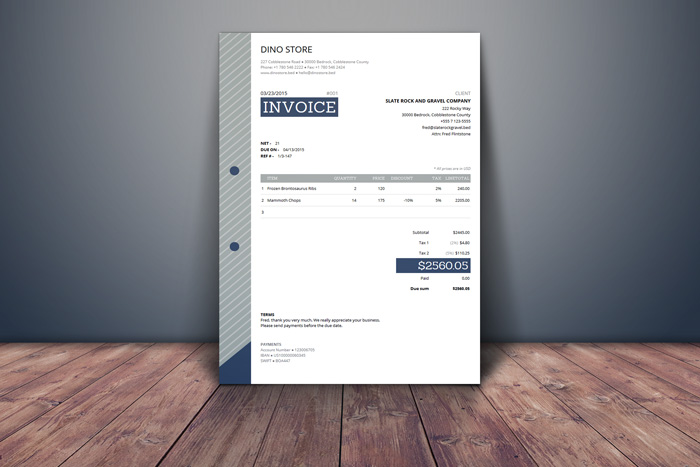 DINO STORE
227 Cobblestone Road • 30000 Bedrock, Cobblestone County
Phone: +1 780 546 2222 • Fax: +1 780 546 2424
www.dinostore.bed • hello@dinostore.bed
03/23/2015 #001
INVOICE
CLIENT
SLATE ROCK AND GRAVEL COMPANY
222 Rocky Way
30000 Bedrock, Cobblestone County
+555 7 123-5555
fred@slaterockgravel.bed
Attn: Fred Flintstone
NET - 21
DUE ON - 04/13/2015
REF # - 1/3-147
* All prices are in USD
ITEM QUANTITY PRICE DISCOUNT TAX LINETOTAL
1 Frozen Brontosaurus Ribs 2 120 2% 240.00
2 Mammoth Chops 14 175 -10% 5% 2205.00
3
Subtotal $2445.00
Tax 1 (2%) $4.80
Tax 2 (5%) $110.25
$2560.05
Paid 0.00
Due sum $2560.05
TERMS
Fred, thank you very much. We really appreciate your business.
Please send payments before the due date.
PAYMENTS
Account Number •
IBAN •
SWIFT •